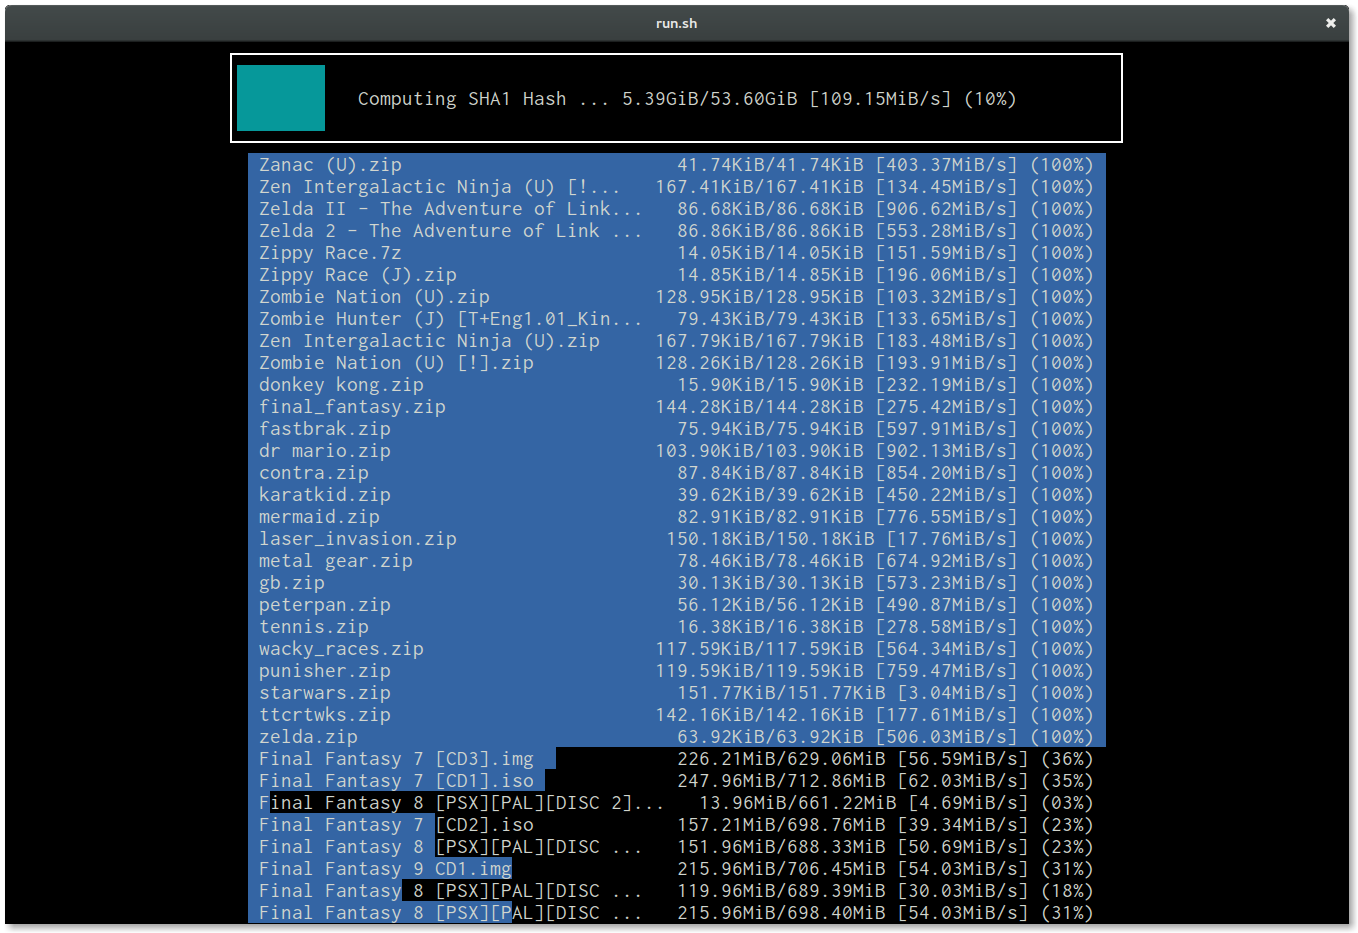 run.sh
Computing SHA1 Hash ... 5.39GiB/53.60GiB [109.15MiB/s] (10%)
Zanac (U).zip 41.74KiB/41.74KiB [403.37MiB/s] (100%)
Zen Intergalactic Ninja (U) [!... 167.41KiB/167.41KiB [134.45MiB/s] (100%)
Zelda II - The Adventure of Link... 86.68KiB/86.68KiB [906.62MiB/s] (100%)
Zelda 2 - The Adventure of Link ... 86.86KiB/86.86KiB [553.28MiB/s] (100%)
Zippy Race.7z 14.05KiB/14.05KiB [151.59MiB/s] (100%)
Zippy Race (J).zip 14.85KiB/14.85KiB [196.06MiB/s] (100%)
Zombie Nation (U).zip 128.95KiB/128.95KiB [103.32MiB/s] (100%)
Zombie Hunter (J) [T+Eng1.01_Kin... 79.43KiB/79.43KiB [133.65MiB/s] (100%)
Zen Intergalactic Ninja (U).zip 167.79KiB/167.79KiB [183.48MiB/s] (100%)
Zombie Nation (U) [!].zip 128.26KiB/128.26KiB [193.91MiB/s] (100%)
donkey kong.zip 15.90KiB/15.90KiB [232.19MiB/s] (100%)
final_fantasy.zip 144.28KiB/144.28KiB [275.42MiB/s] (100%)
fastbrak.zip 75.94KiB/75.94KiB [597.91MiB/s] (100%)
dr mario.zip 103.90KiB/103.90KiB [902.13MiB/s] (100%)
contra.zip 87.84KiB/87.84KiB [854.20MiB/s] (100%)
karatkid.zip 39.62KiB/39.62KiB [450.22MiB/s] (100%)
mermaid.zip 82.91KiB/82.91KiB [776.55MiB/s] (100%)
laser_invasion.zip 150.18KiB/150.18KiB [17.76MiB/s] (100%)
metal gear.zip 78.46KiB/78.46KiB [674.92MiB/s] (100%)
gb.zip 30.13KiB/30.13KiB [573.23MiB/s] (100%)
peterpan.zip 56.12KiB/56.12KiB [490.87MiB/s] (100%)
tennis.zip 16.38KiB/16.38KiB [278.58MiB/s] (100%)
wacky_races.zip 117.59KiB/117.59KiB [564.34MiB/s] (100%)
punisher.zip 119.59KiB/119.59KiB [759.47MiB/s] (100%)
starwars.zip 151.77KiB/151.77KiB [3.04MiB/s] (100%)
ttcrtwks.zip 142.16KiB/142.16KiB [177.61MiB/s] (100%)
zelda.zip 63.92KiB/63.92KiB [506.03MiB/s] (100%)
Final Fantasy 7 [CD3].img 226.21MiB/629.06MiB [56.59MiB/s] (36%)
Final Fantasy 7 [CD1].iso 247.96MiB/712.86MiB [62.03MiB/s] (35%)
Final Fantasy 8 [PSX][PAL][DISC 2]... 13.96MiB/661.22MiB [4.69MiB/s] (03%)
Final Fantasy 7 [CD2].iso 157.21MiB/698.76MiB [39.34MiB/s] (23%)
Final Fantasy 8 [PSX][PAL][DISC ... 151.96MiB/688.33MiB [50.69MiB/s] (23%)
Final Fantasy 9 CD1.img 215.96MiB/706.45MiB [54.03MiB/s] (31%)
Final Fantasy 8 [PSX][PAL][DISC ... 119.96MiB/689.39MiB [30.03MiB/s] (18%)
Final Fantasy 8 [PSX][PAL][DISC ... 215.96MiB/698.40MiB [54.03MiB/s] (31%)